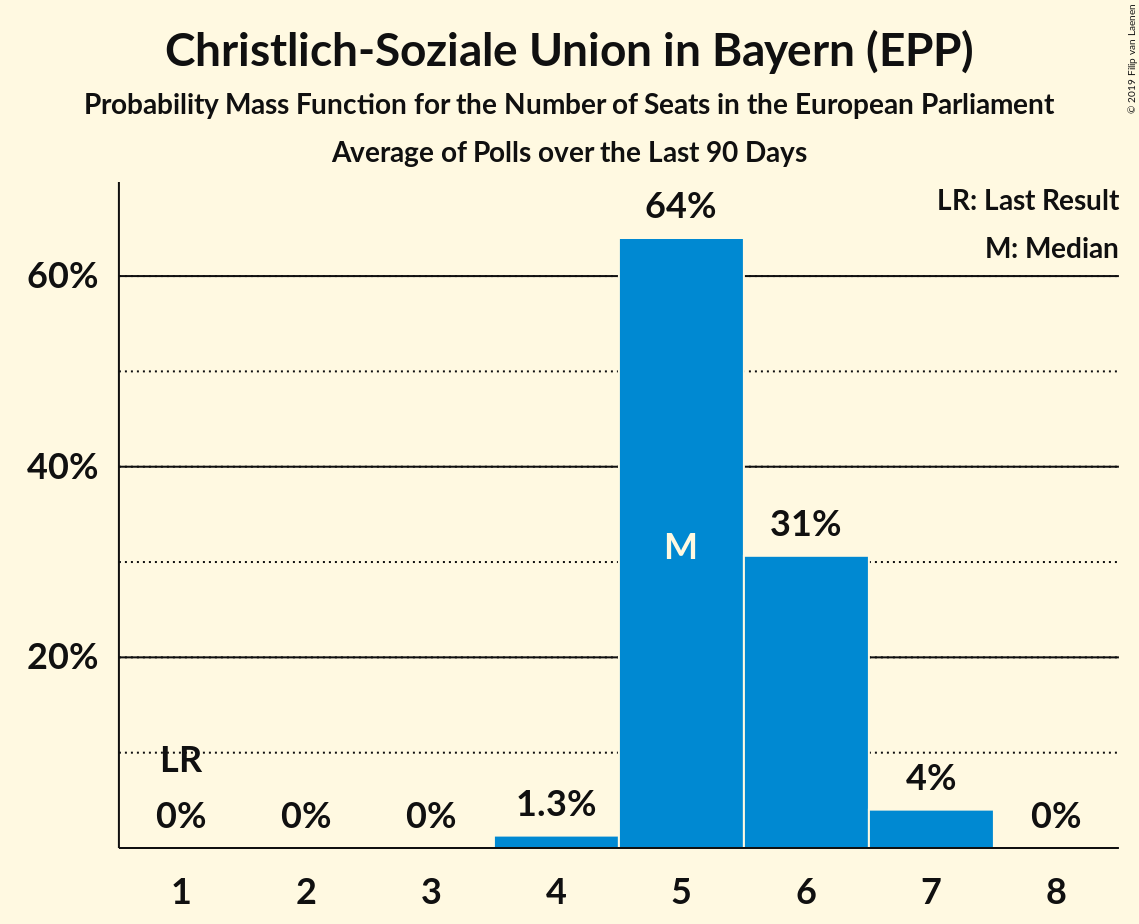 Christlich-Soziale Union in Bayern (EPP)
Probability Mass Function for the Number of Seats in the European Parliament
Average of Polls over the Last 90 Days
© 2019 Filip van Laenen
LR: Last Result
M: Median
64%
60%
40%
31%
M
20%
LR
0%
0%
0%
1.3%
4%
0%
1 2 3 4 5 6 7 8